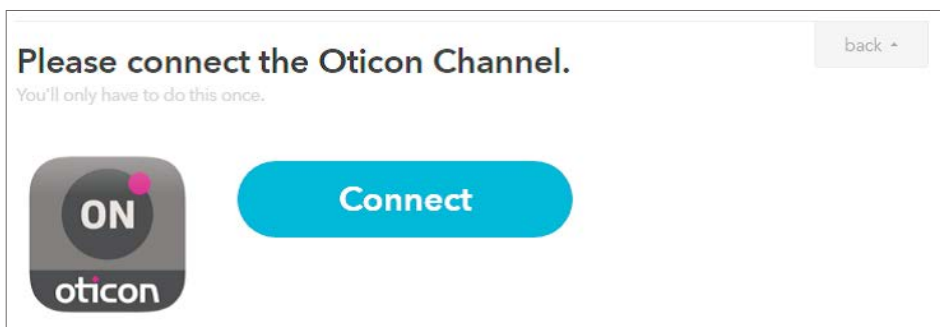 back
Please connect the Oticon Channel.
You'll only have to do this once.
Connect
ON
oticon